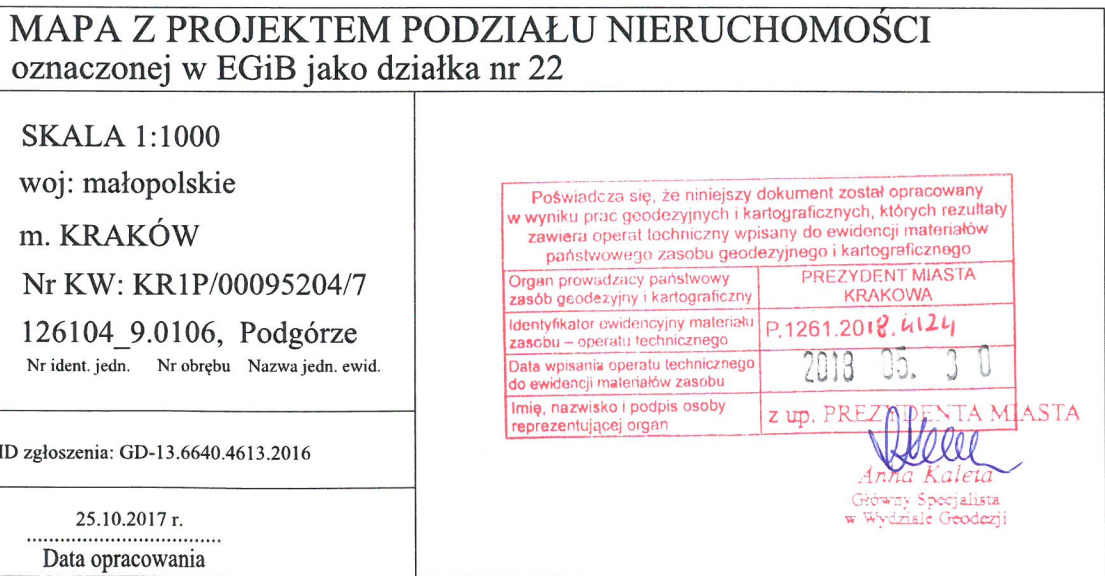 MAPA Z PROJEKTEM PODZIAŁU NIERUCHOMOŚCI
oznaczonej w EGiB jako działka nr 22
SKALA 1:1000
woj: małopolskie
m. KRAKÓW
Nr KW: KR1P/00095204/7
126104_9.0106, Podgórze
Nr ident. jedn. Nr obrębu Nazwa jedn. ewid.
ID zgłoszenia: GD-13.6640.4613.2016
25.10.2017 r.
Data opracowania
Poświadcza się, że niniejszy dokument został opracowany
w wyniku prac geodezyjnych i kartograficznych, których rezultaty
zawiera operat techniczny wpisany do ewidencji materiałów
państwowego zasobu geodezyjnego i kartograficznego
Organ prowadzący państwowy
zasób geodezyjny i kartograficzny
PREZYDENT MIASTA
KRAKOWA
Identyfikator ewidencyjny materiału
zasobu – operatu technicznego
P.1261.2018.4124
Data wpisania operatu technicznego
do ewidencji materiałów zasobu
2018 05. 30
Imię, nazwisko i podpis osoby
reprezentującej organ
z up. PREZYDENTA MIASTA
Anna Kaleta
Główny Specjalista
w Wydziale Geodezji